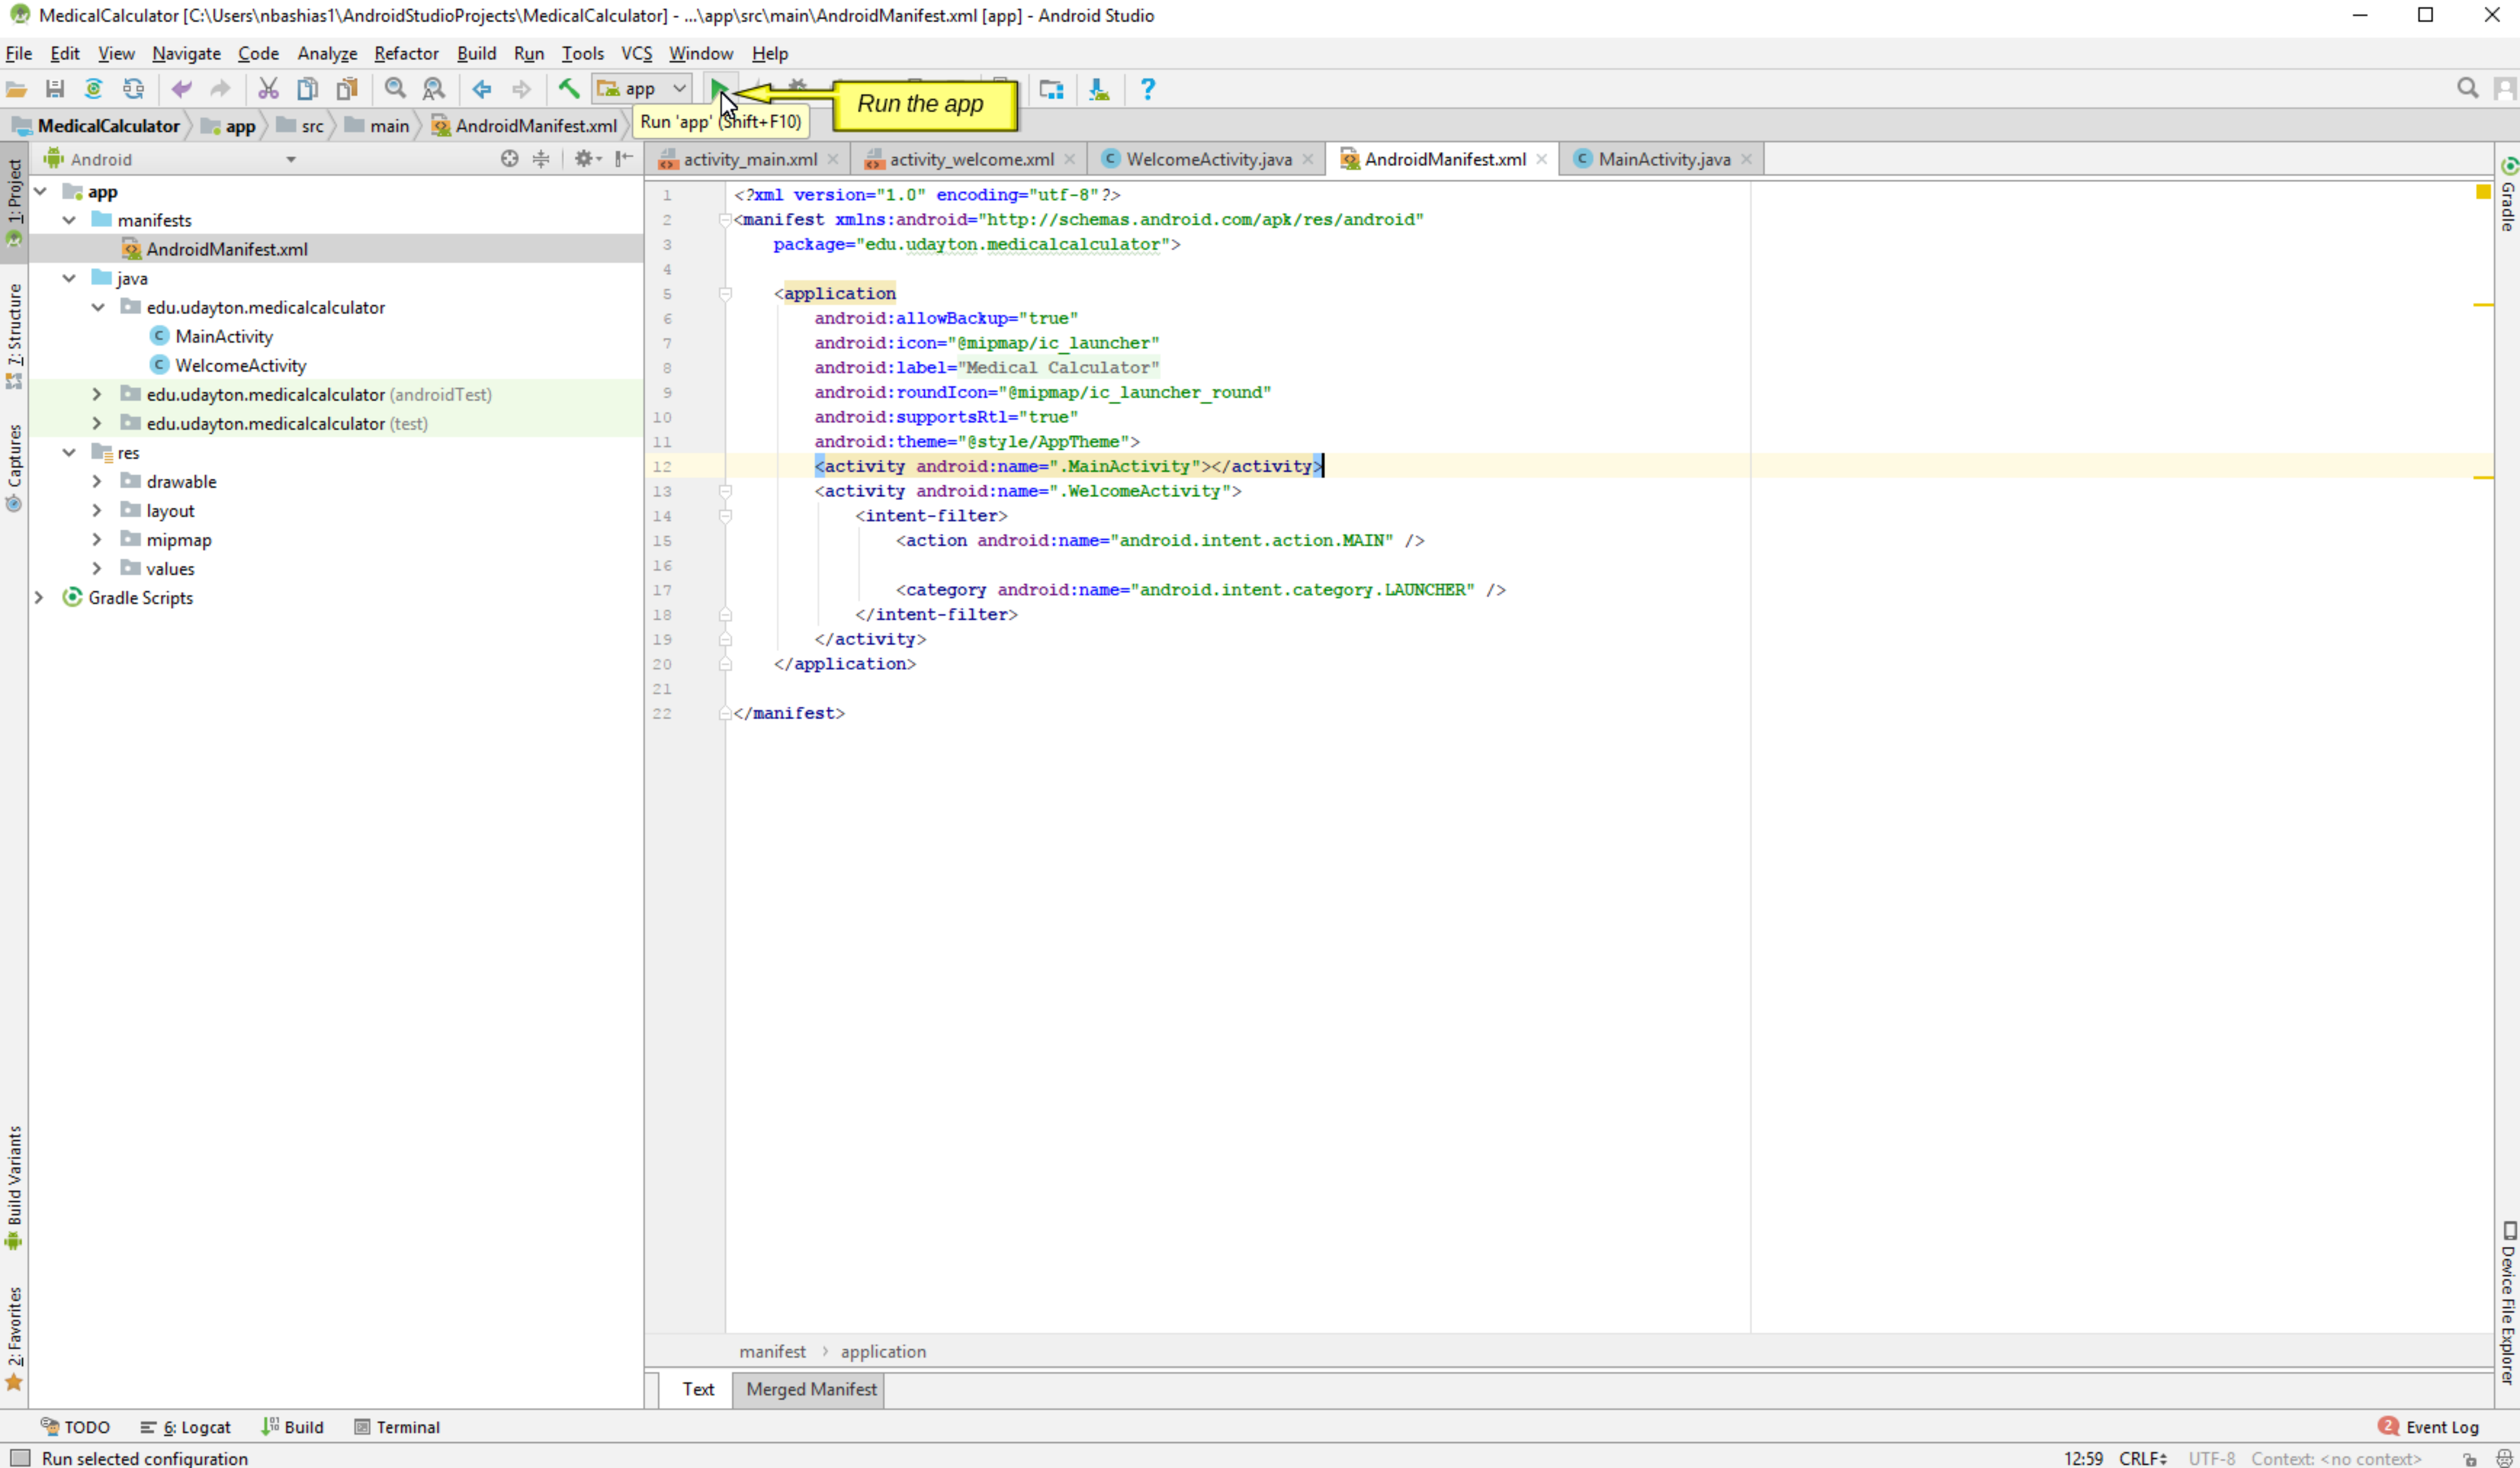 MedicalCalculator [C:\Users\nbashias1\AndroidStudioProjects\MedicalCalculator] - ...\app\src\main\AndroidManifest.xml [app] - Android Studio
File Edit View Navigate Code Analyze Refactor Build Run Tools VCS Window Help
app
Run the app
MedicalCalculator app src main AndroidManifest.xml
Run 'app' (Shift+F10)
Android
activity_main.xml activity_welcome.xml WelcomeActivity.java AndroidManifest.xml MainActivity.java
1: Project
7: Structure
Captures
Build Variants
2: Favorites
app
manifests
AndroidManifest.xml
java
edu.udayton.medicalcalculator
MainActivity
WelcomeActivity
edu.udayton.medicalcalculator (androidTest)
edu.udayton.medicalcalculator (test)
res
drawable
layout
mipmap
values
Gradle Scripts
1 <?xml version="1.0" encoding="utf-8"?>
2 <manifest xmlns:android="http://schemas.android.com/apk/res/android"
3 package="edu.udayton.medicalcalculator">
4
5 <application
6 android:allowBackup="true"
7 android:icon="@mipmap/ic_launcher"
8 android:label="Medical Calculator"
9 android:roundIcon="@mipmap/ic_launcher_round"
10 android:supportsRtl="true"
11 android:theme="@style/AppTheme">
12 <activity android:name=".MainActivity"></activity>
13 <activity android:name=".WelcomeActivity">
14 <intent-filter>
15 <action android:name="android.intent.action.MAIN" />
16
17 <category android:name="android.intent.category.LAUNCHER" />
18 </intent-filter>
19 </activity>
20 </application>
21
22 </manifest>
Gradle
Device File Explorer
manifest › application
Text Merged Manifest
TODO 6: Logcat Build Terminal
2 Event Log
Run selected configuration
12:59 CRLF UTF-8 Context: <no context>